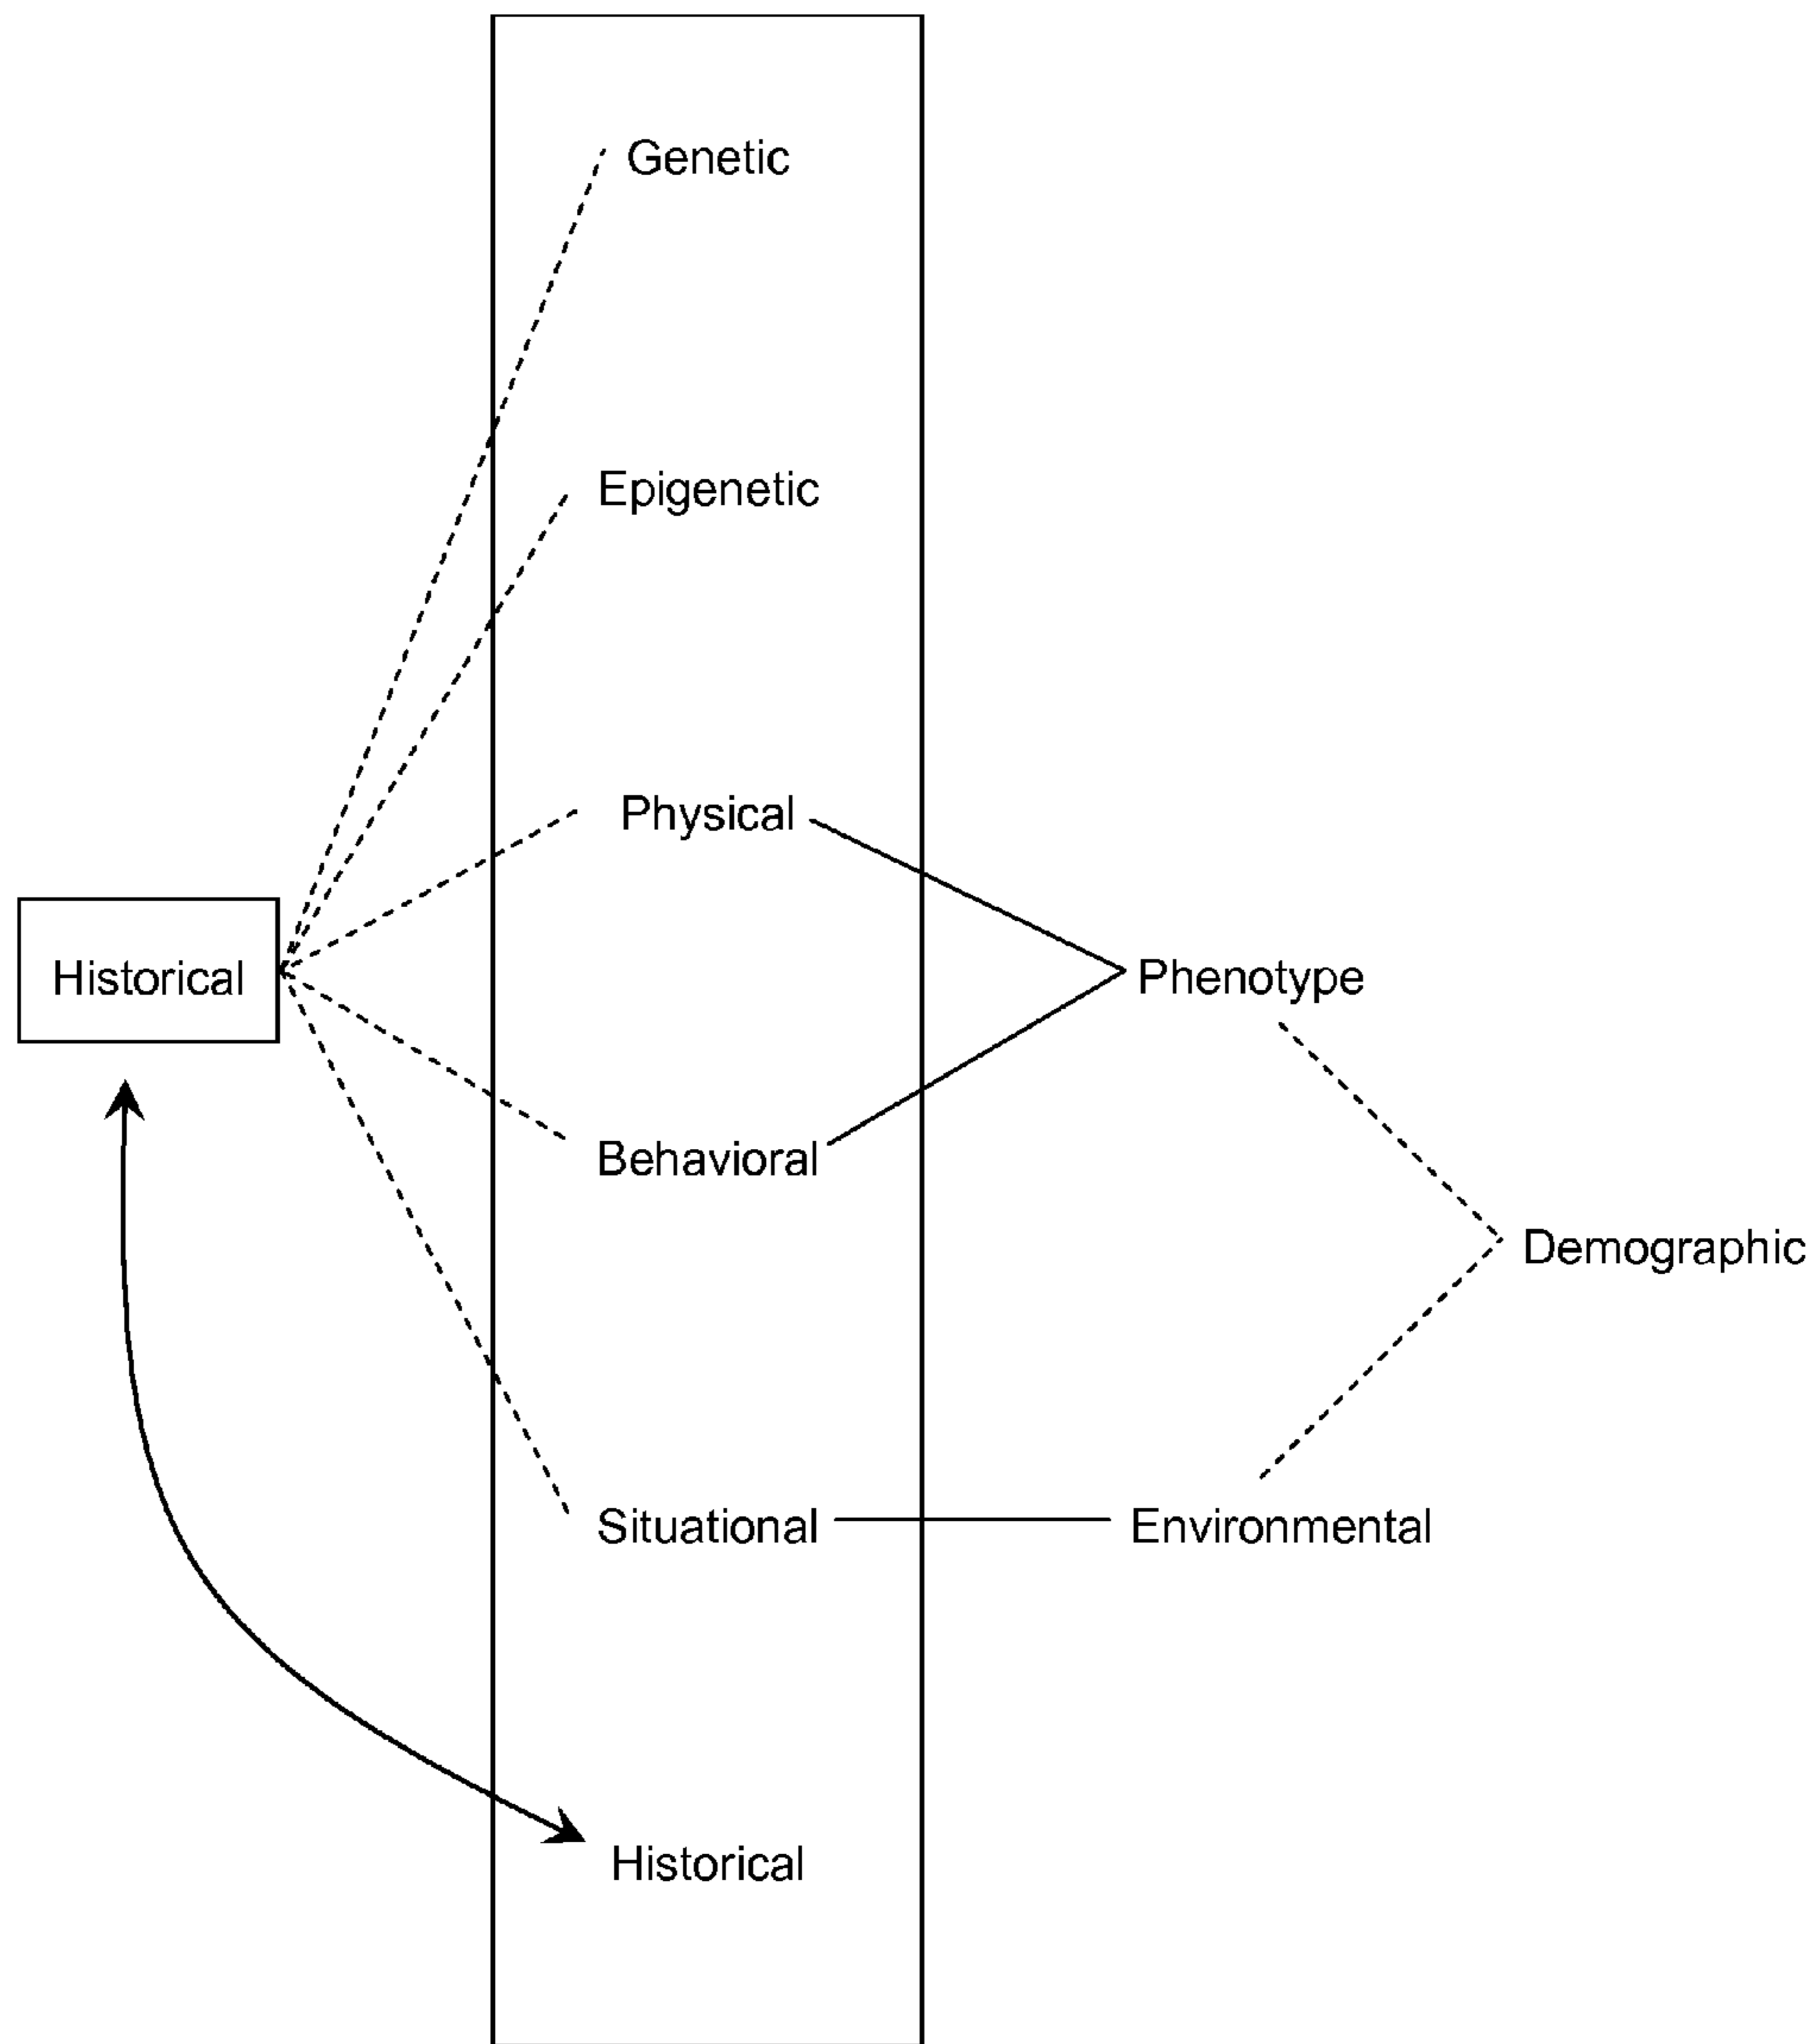 Genetic
Epigenetic
Physical
Historical
Phenotype
Behavioral
Demographic
Situational
Environmental
Historical